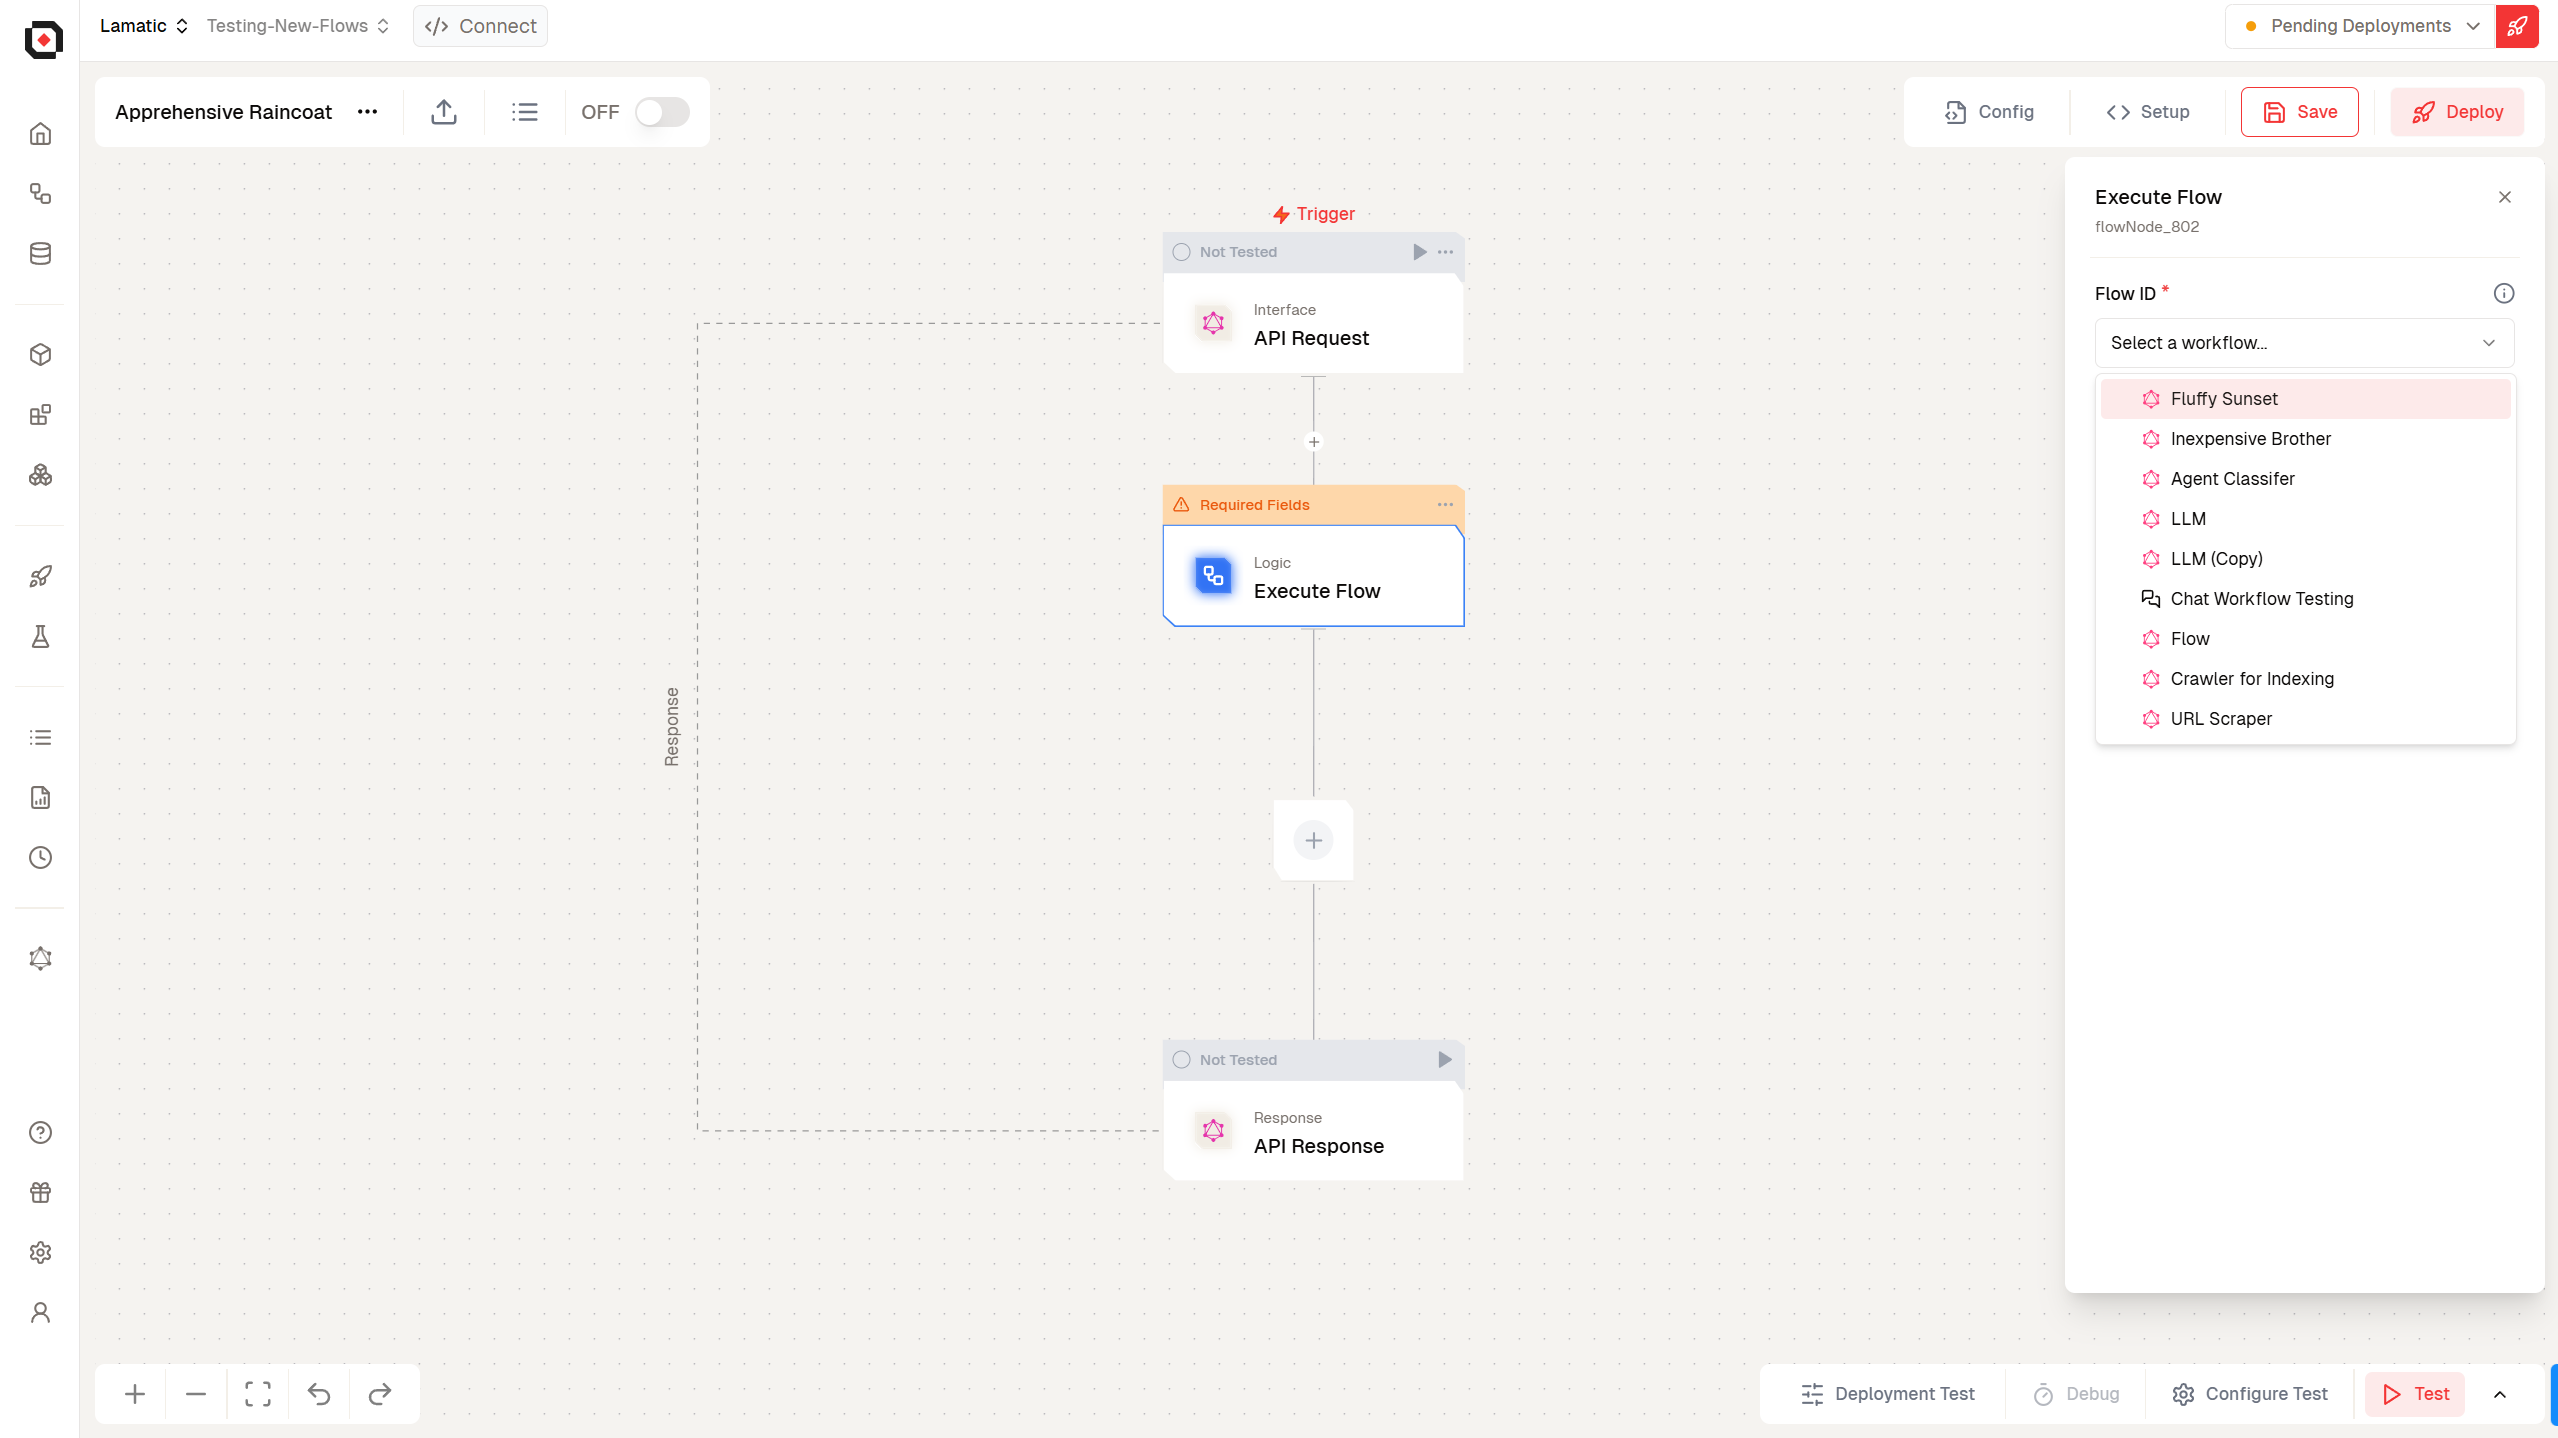 Lamatic
Testing-New-Flows
Connect
Pending Deployments
Apprehensive Raincoat
OFF
Config
Setup
Save
Deploy
Trigger
Not Tested
Interface
API Request
Required Fields
Logic
Execute Flow
Response
Not Tested
Response
API Response
Execute Flow
flowNode_802
Flow ID *
Select a workflow...
Fluffy Sunset
Inexpensive Brother
Agent Classifer
LLM
LLM (Copy)
Chat Workflow Testing
Flow
Crawler for Indexing
URL Scraper
Deployment Test
Debug
Configure Test
Test